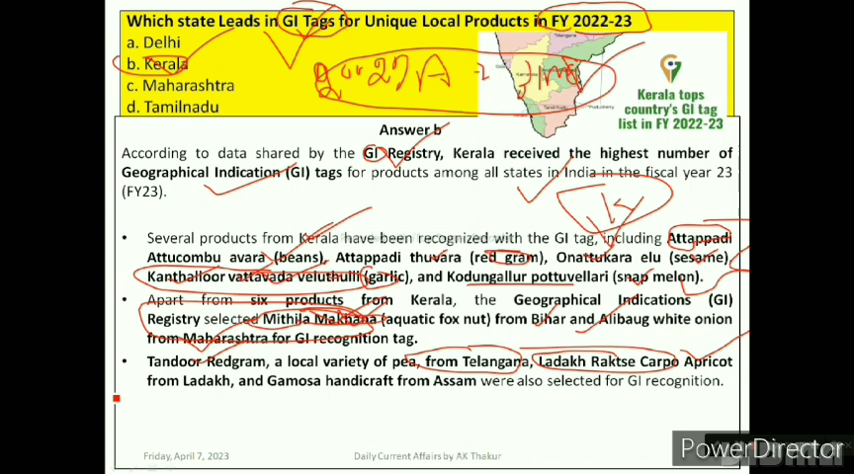 Which state Leads in GI Tags for Unique Local Products in FY 2022-23
a. Delhi
b. Kerala
c. Maharashtra
d. Tamilnadu
Kerala tops
country's GI tag
list in FY 2022-23
Answer b
According to data shared by the GI Registry, Kerala received the highest number of
Geographical Indication (GI) tags for products among all states in India in the fiscal year 23
(FY23).
• Several products from Kerala have been recognized with the GI tag, including Attappadi
Attucombu avara (beans), Attappadi thuvara (red gram), Onattukara elu (sesame),
Kanthalloor vattavada veluthulli (garlic), and Kodungallur pottuvellari (snap melon).
• Apart from six products from Kerala, the Geographical Indications (GI)
Registry selected Mithila Makhana (aquatic fox nut) from Bihar and Alibaug white onion
from Maharashtra for GI recognition tag.
• Tandoor Redgram, a local variety of pea, from Telangana, Ladakh Raktse Carpo Apricot
from Ladakh, and Gamosa handicraft from Assam were also selected for GI recognition.
Friday, April 7, 2023
Daily Current Affairs by AK Thakur
PowerDirector